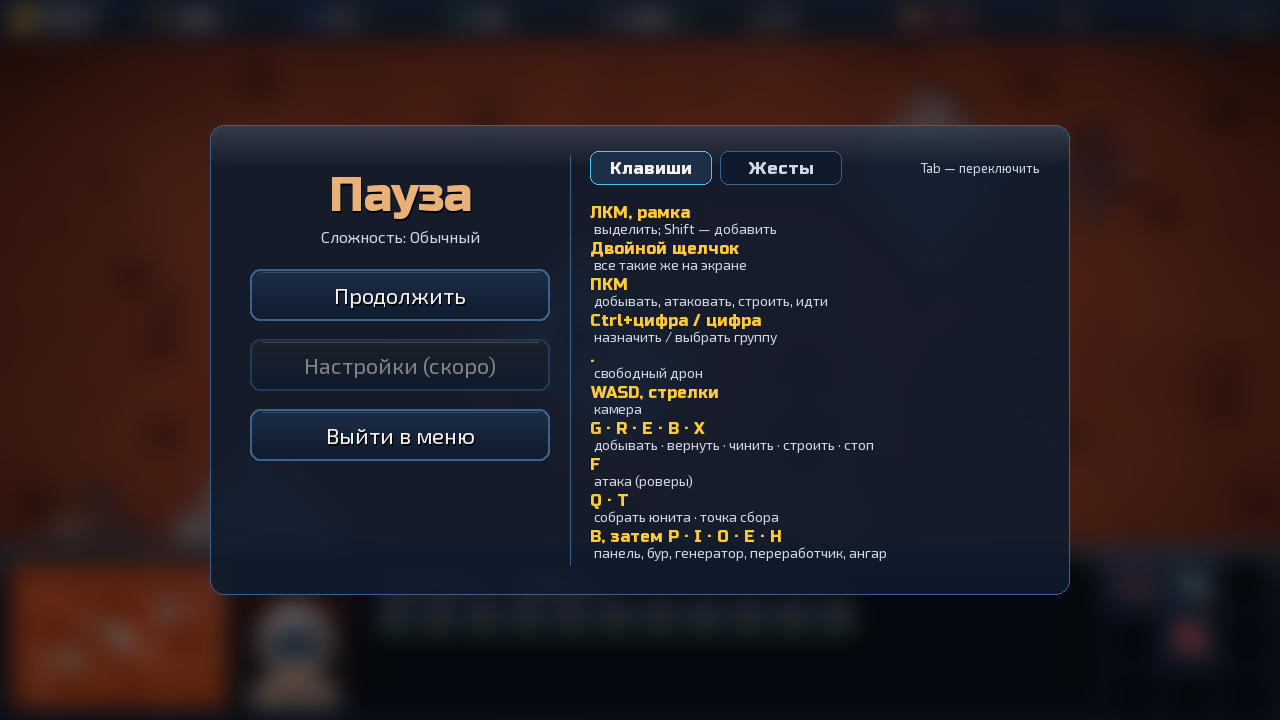 Пауза
Сложность: Обычный
Продолжить
Настройки (скоро)
Выйти в меню
Клавиши
Жесты
Tab — переключить
ЛКМ, рамка
выделить; Shift — добавить
Двойной щелчок
все такие же на экране
ПКМ
добывать, атаковать, строить, идти
Ctrl+цифра / цифра
назначить / выбрать группу
.
свободный дрон
WASD, стрелки
камера
G · R · E · B · X
добывать · вернуть · чинить · строить · стоп
F
атака (роверы)
Q · T
собрать юнита · точка сбора
B, затем P · I · O · E · H
панель, бур, генератор, переработчик, ангар